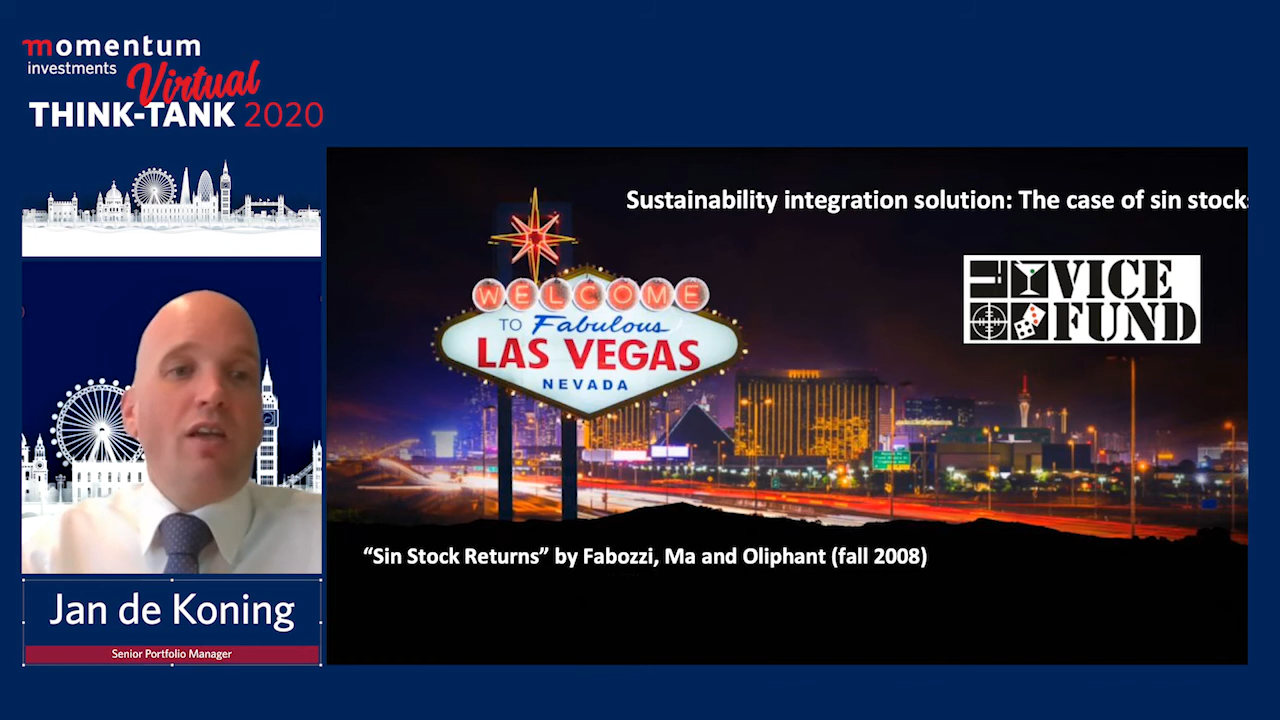 momentum
investments
Virtual
THINK-TANK 2020
Sustainability integration solution: The case of sin stock
VICE
FUND
WELCOME
TO Fabulous
LAS VEGAS
NEVADA
“Sin Stock Returns” by Fabozzi, Ma and Oliphant (fall 2008)
Jan de Koning
Senior Portfolio Manager